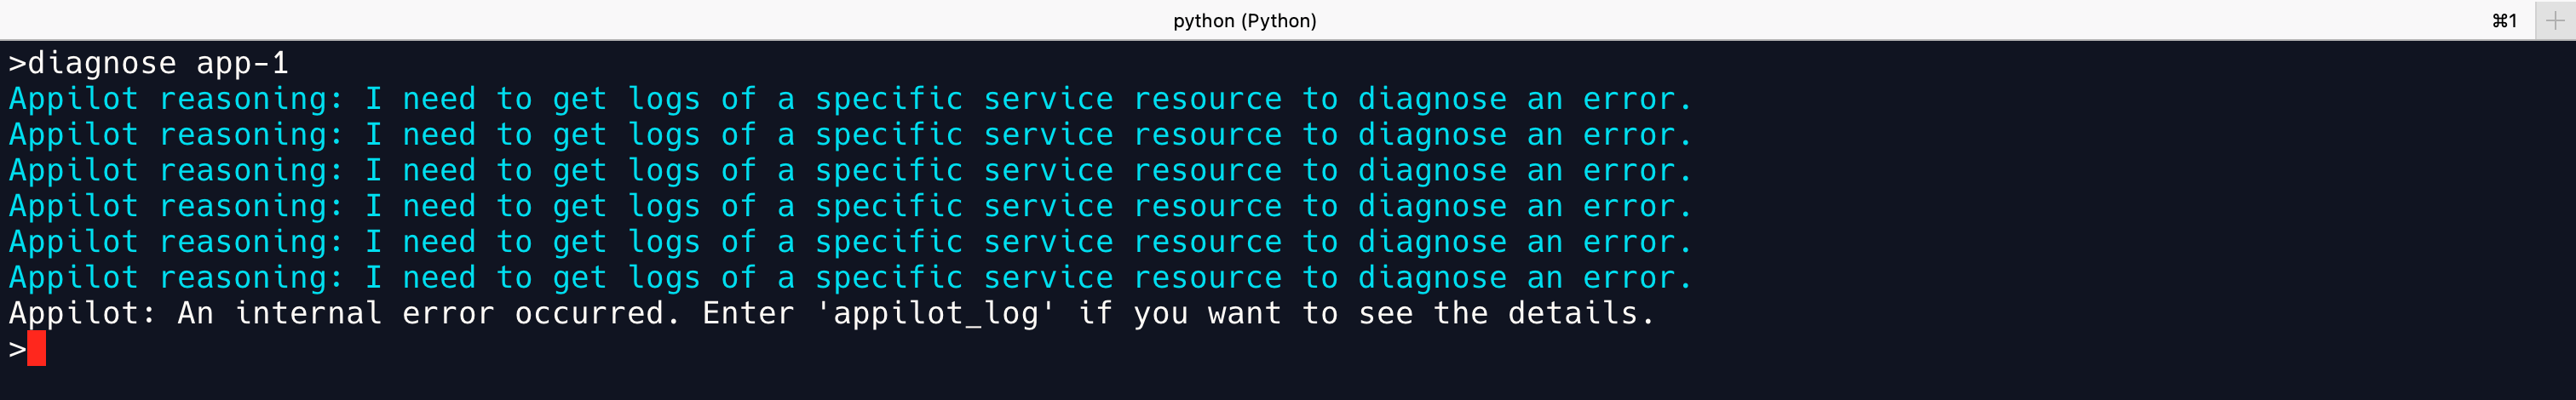 python (Python)
⌘1
>diagnose app-1
Appilot reasoning: I need to get logs of a specific service resource to diagnose an error.
Appilot reasoning: I need to get logs of a specific service resource to diagnose an error.
Appilot reasoning: I need to get logs of a specific service resource to diagnose an error.
Appilot reasoning: I need to get logs of a specific service resource to diagnose an error.
Appilot reasoning: I need to get logs of a specific service resource to diagnose an error.
Appilot reasoning: I need to get logs of a specific service resource to diagnose an error.
Appilot: An internal error occurred. Enter 'appilot_log' if you want to see the details.
>